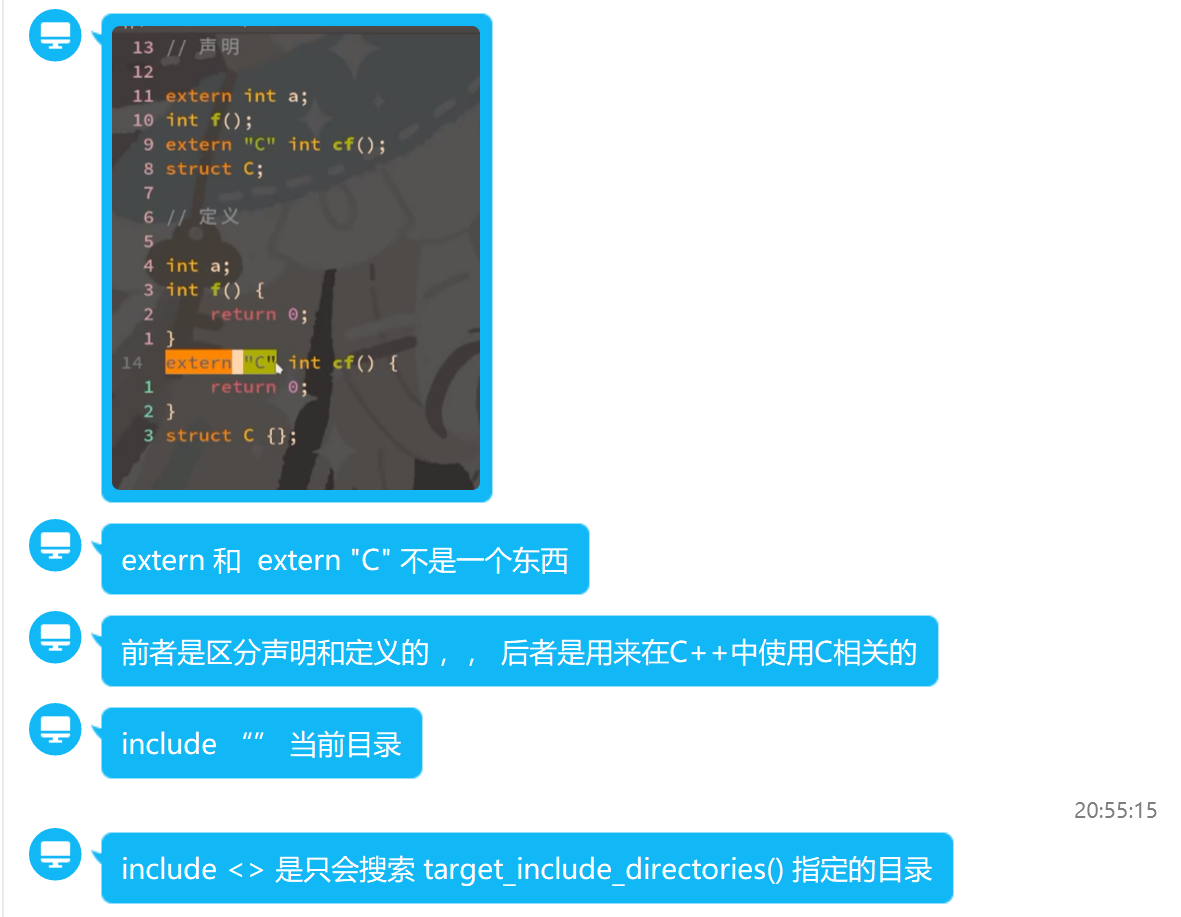 13 // 声明
12
11 extern int a;
10 int f();
9 extern "C" int cf();
8 struct C;
7
6 // 定义
5
4 int a;
3 int f() {
2 return 0;
1 }
14 extern "C" int cf() {
1 return 0;
2 }
3 struct C {};
extern 和  extern "C" 不是一个东西
前者是区分声明和定义的，， 后者是用来在C++中使用C相关的
include “” 当前目录
20:55:15
include <> 是只会搜索 target_include_directories() 指定的目录